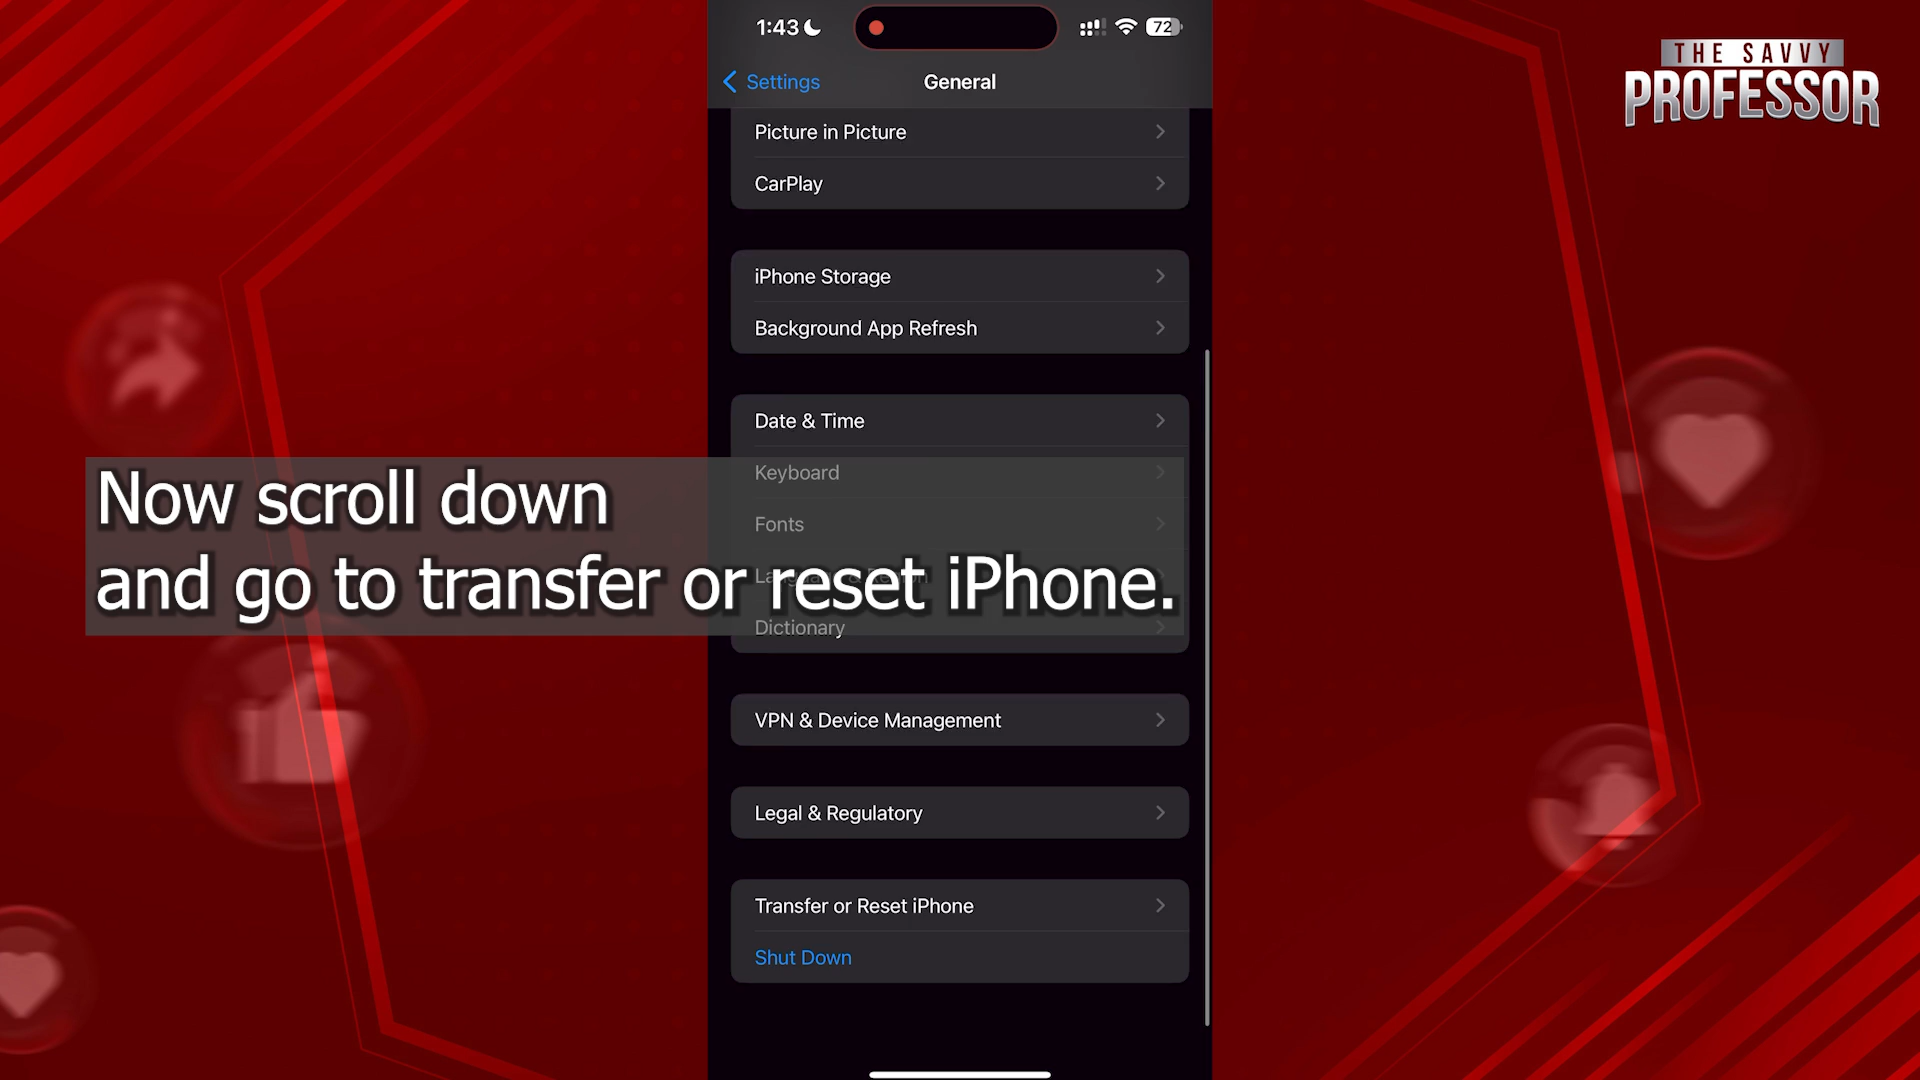 1:43
72
THE SAVVY
PROFESSOR
Settings
General
Picture in Picture
CarPlay
iPhone Storage
Background App Refresh
Date & Time
Keyboard
Fonts
Now scroll down
and go to transfer or reset iPhone.
Dictionary
VPN & Device Management
Legal & Regulatory
Transfer or Reset iPhone
Shut Down